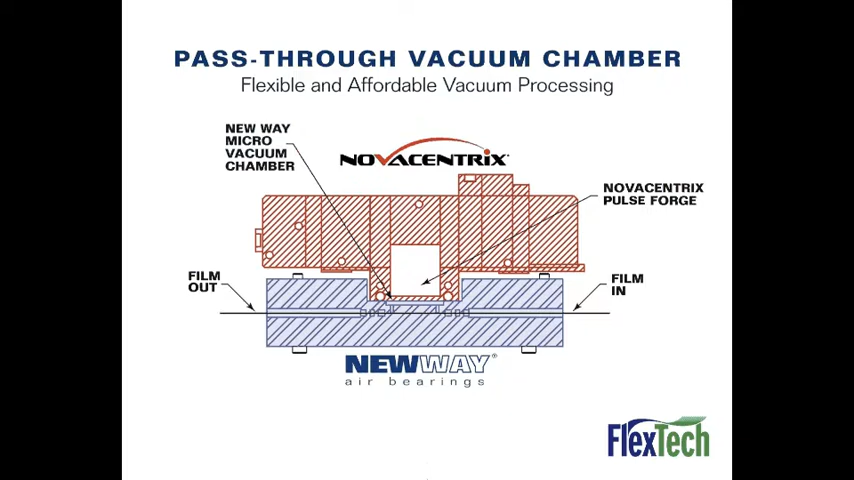 PASS-THROUGH VACUUM CHAMBER
Flexible and Affordable Vacuum Processing
NEW WAY
MICRO
VACUUM
CHAMBER
NOVACENTRIX
NOVACENTRIX
PULSE FORGE
FILM
OUT
FILM
IN
NEWWAY®
air bearings
FlexTech